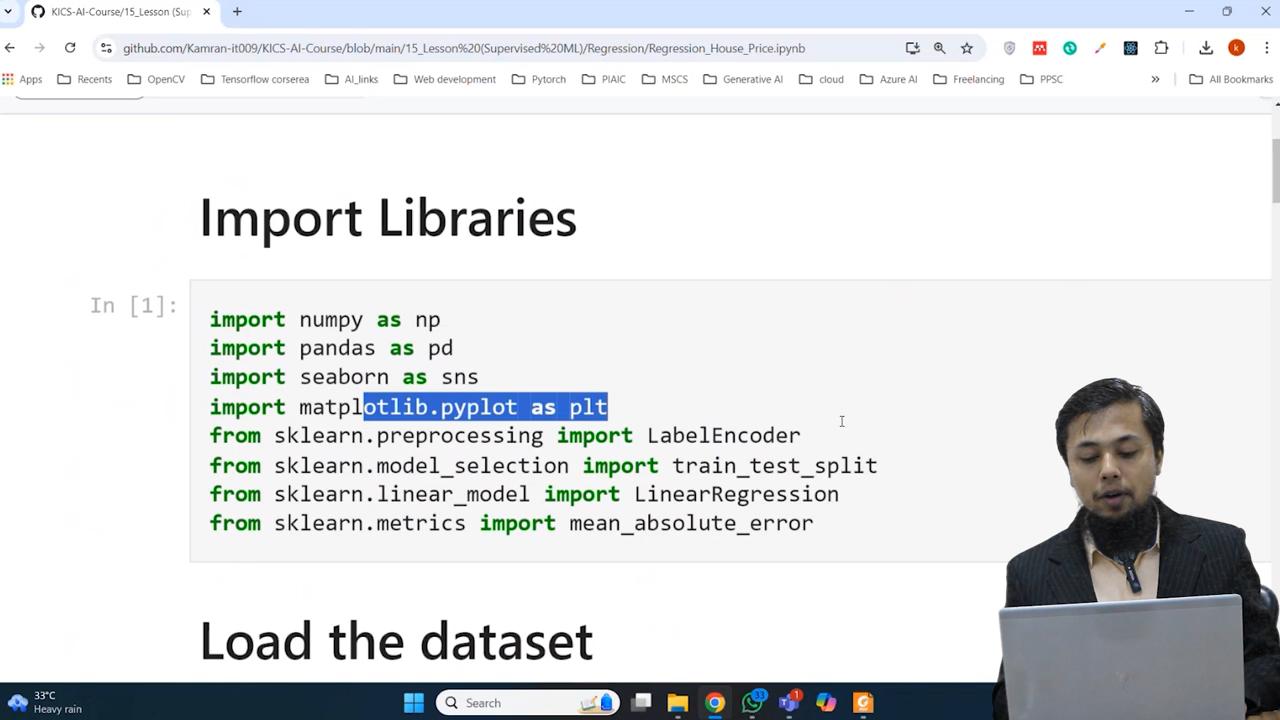 KICS-AI-Course/15_Lesson (Sup
github.com/Kamran-it009/KICS-AI-Course/blob/main/15_Lesson%20(Supervised%20ML)/Regression/Regression_House_Price.ipynb
k
Apps Recents OpenCV Tensorflow corserea AI_links Web development Pytorch PIAIC MSCS Generative AI cloud Azure AI Freelancing PPSC » All Bookmarks
Import Libraries
In [1]:
import numpy as np
import pandas as pd
import seaborn as sns
import matplotlib.pyplot as plt
from sklearn.preprocessing import LabelEncoder
from sklearn.model_selection import train_test_split
from sklearn.linear_model import LinearRegression
from sklearn.metrics import mean_absolute_error
Load the dataset
33°C
Heavy rain
Search
33
1